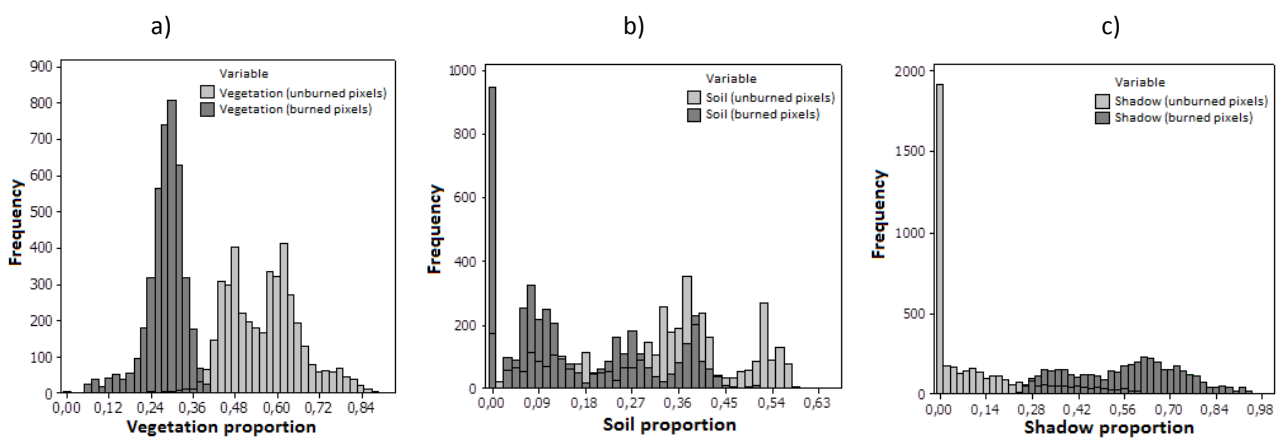 a)
b)
c)
Variable
Vegetation (unburned pixels)
Vegetation (burned pixels)
Frequency
900
800
700
600
500
400
300
200
100
0
0,00 0,12 0,24 0,36 0,48 0,60 0,72 0,84
Vegetation proportion
Variable
Soil (unburned pixels)
Soil (burned pixels)
Frequency
1000
800
600
400
200
0
0,00 0,09 0,18 0,27 0,36 0,45 0,54 0,63
Soil proportion
Variable
Shadow (unburned pixels)
Shadow (burned pixels)
Frequency
2000
1500
1000
500
0
0,00 0,14 0,28 0,42 0,56 0,70 0,84 0,98
Shadow proportion